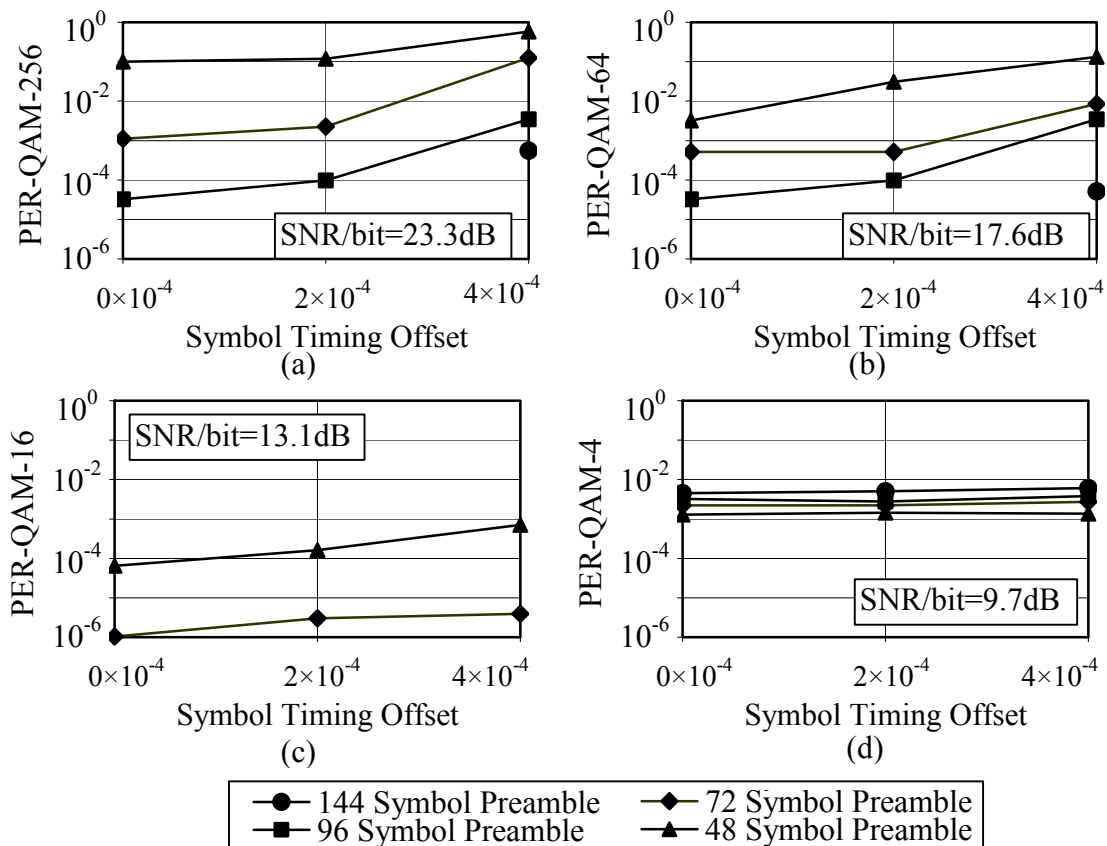 PER-QAM-256
10^0
10^-2
10^-4
10^-6
SNR/bit=23.3dB
0×10^-4 2×10^-4 4×10^-4
Symbol Timing Offset
(a)
PER-QAM-64
10^0
10^-2
10^-4
10^-6
SNR/bit=17.6dB
0×10^-4 2×10^-4 4×10^-4
Symbol Timing Offset
(b)
PER-QAM-16
10^0
10^-2
10^-4
10^-6
SNR/bit=13.1dB
0×10^-4 2×10^-4 4×10^-4
Symbol Timing Offset
(c)
PER-QAM-4
10^0
10^-2
10^-4
10^-6
SNR/bit=9.7dB
0×10^-4 2×10^-4 4×10^-4
Symbol Timing Offset
(d)
144 Symbol Preamble 72 Symbol Preamble
96 Symbol Preamble 48 Symbol Preamble